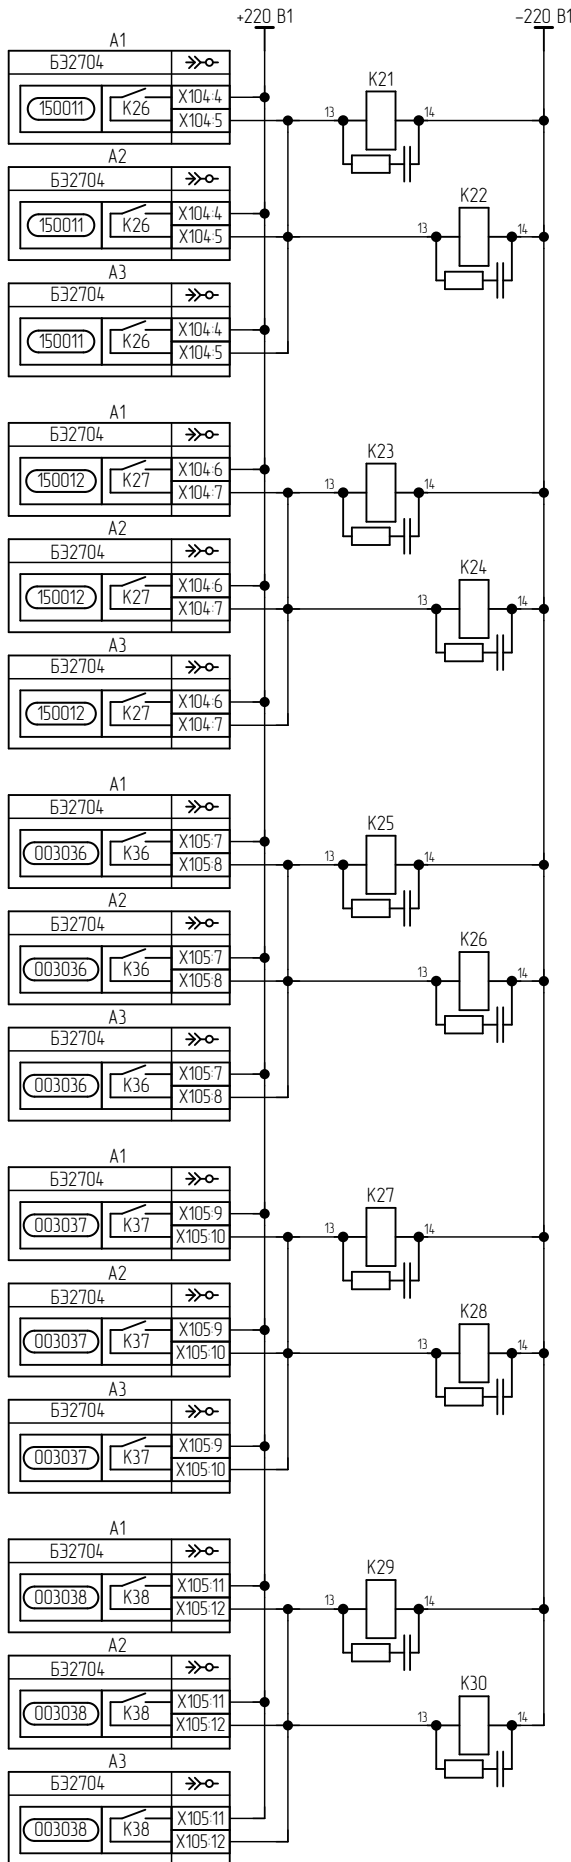 +220 В1
–220 В1
А1
БЭ2704
150011 К26 Х104:4
Х104:5
13 К21 14
А2
БЭ2704
150011 К26 Х104:4
Х104:5
13 К22 14
А3
БЭ2704
150011 К26 Х104:4
Х104:5
А1
БЭ2704
150012 К27 Х104:6
Х104:7
13 К23 14
А2
БЭ2704
150012 К27 Х104:6
Х104:7
13 К24 14
А3
БЭ2704
150012 К27 Х104:6
Х104:7
А1
БЭ2704
003036 К36 Х105:7
Х105:8
13 К25 14
А2
БЭ2704
003036 К36 Х105:7
Х105:8
13 К26 14
А3
БЭ2704
003036 К36 Х105:7
Х105:8
А1
БЭ2704
003037 К37 Х105:9
Х105:10
13 К27 14
А2
БЭ2704
003037 К37 Х105:9
Х105:10
13 К28 14
А3
БЭ2704
003037 К37 Х105:9
Х105:10
А1
БЭ2704
003038 К38 Х105:11
Х105:12
13 К29 14
А2
БЭ2704
003038 К38 Х105:11
Х105:12
13 К30 14
А3
БЭ2704
003038 К38 Х105:11
Х105:12